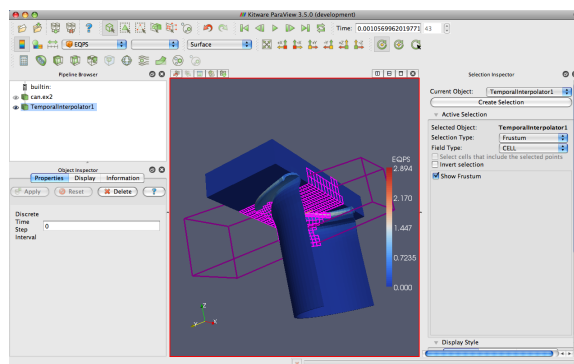 Kitware ParaView 3.5.0 (development)
Time: 0.0010569962019771 43
EQPS
Surface
Pipeline Browser
builtin:
can.ex2
TemporalInterpolator1
Object Inspector
Properties Display Information
Apply Reset Delete ?
Discrete
Time
Step
Interval
0
EQPS
2.894
2.170
1.447
0.7235
0.000
Z
Y X
Selection Inspector
Current Object: TemporalInterpolator1
Create Selection
Active Selection
Selected Object: TemporalInterpolator1
Selection Type: Frustum
Field Type: CELL
Select cells that include the selected points
Invert selection
Show Frustum
Display Style